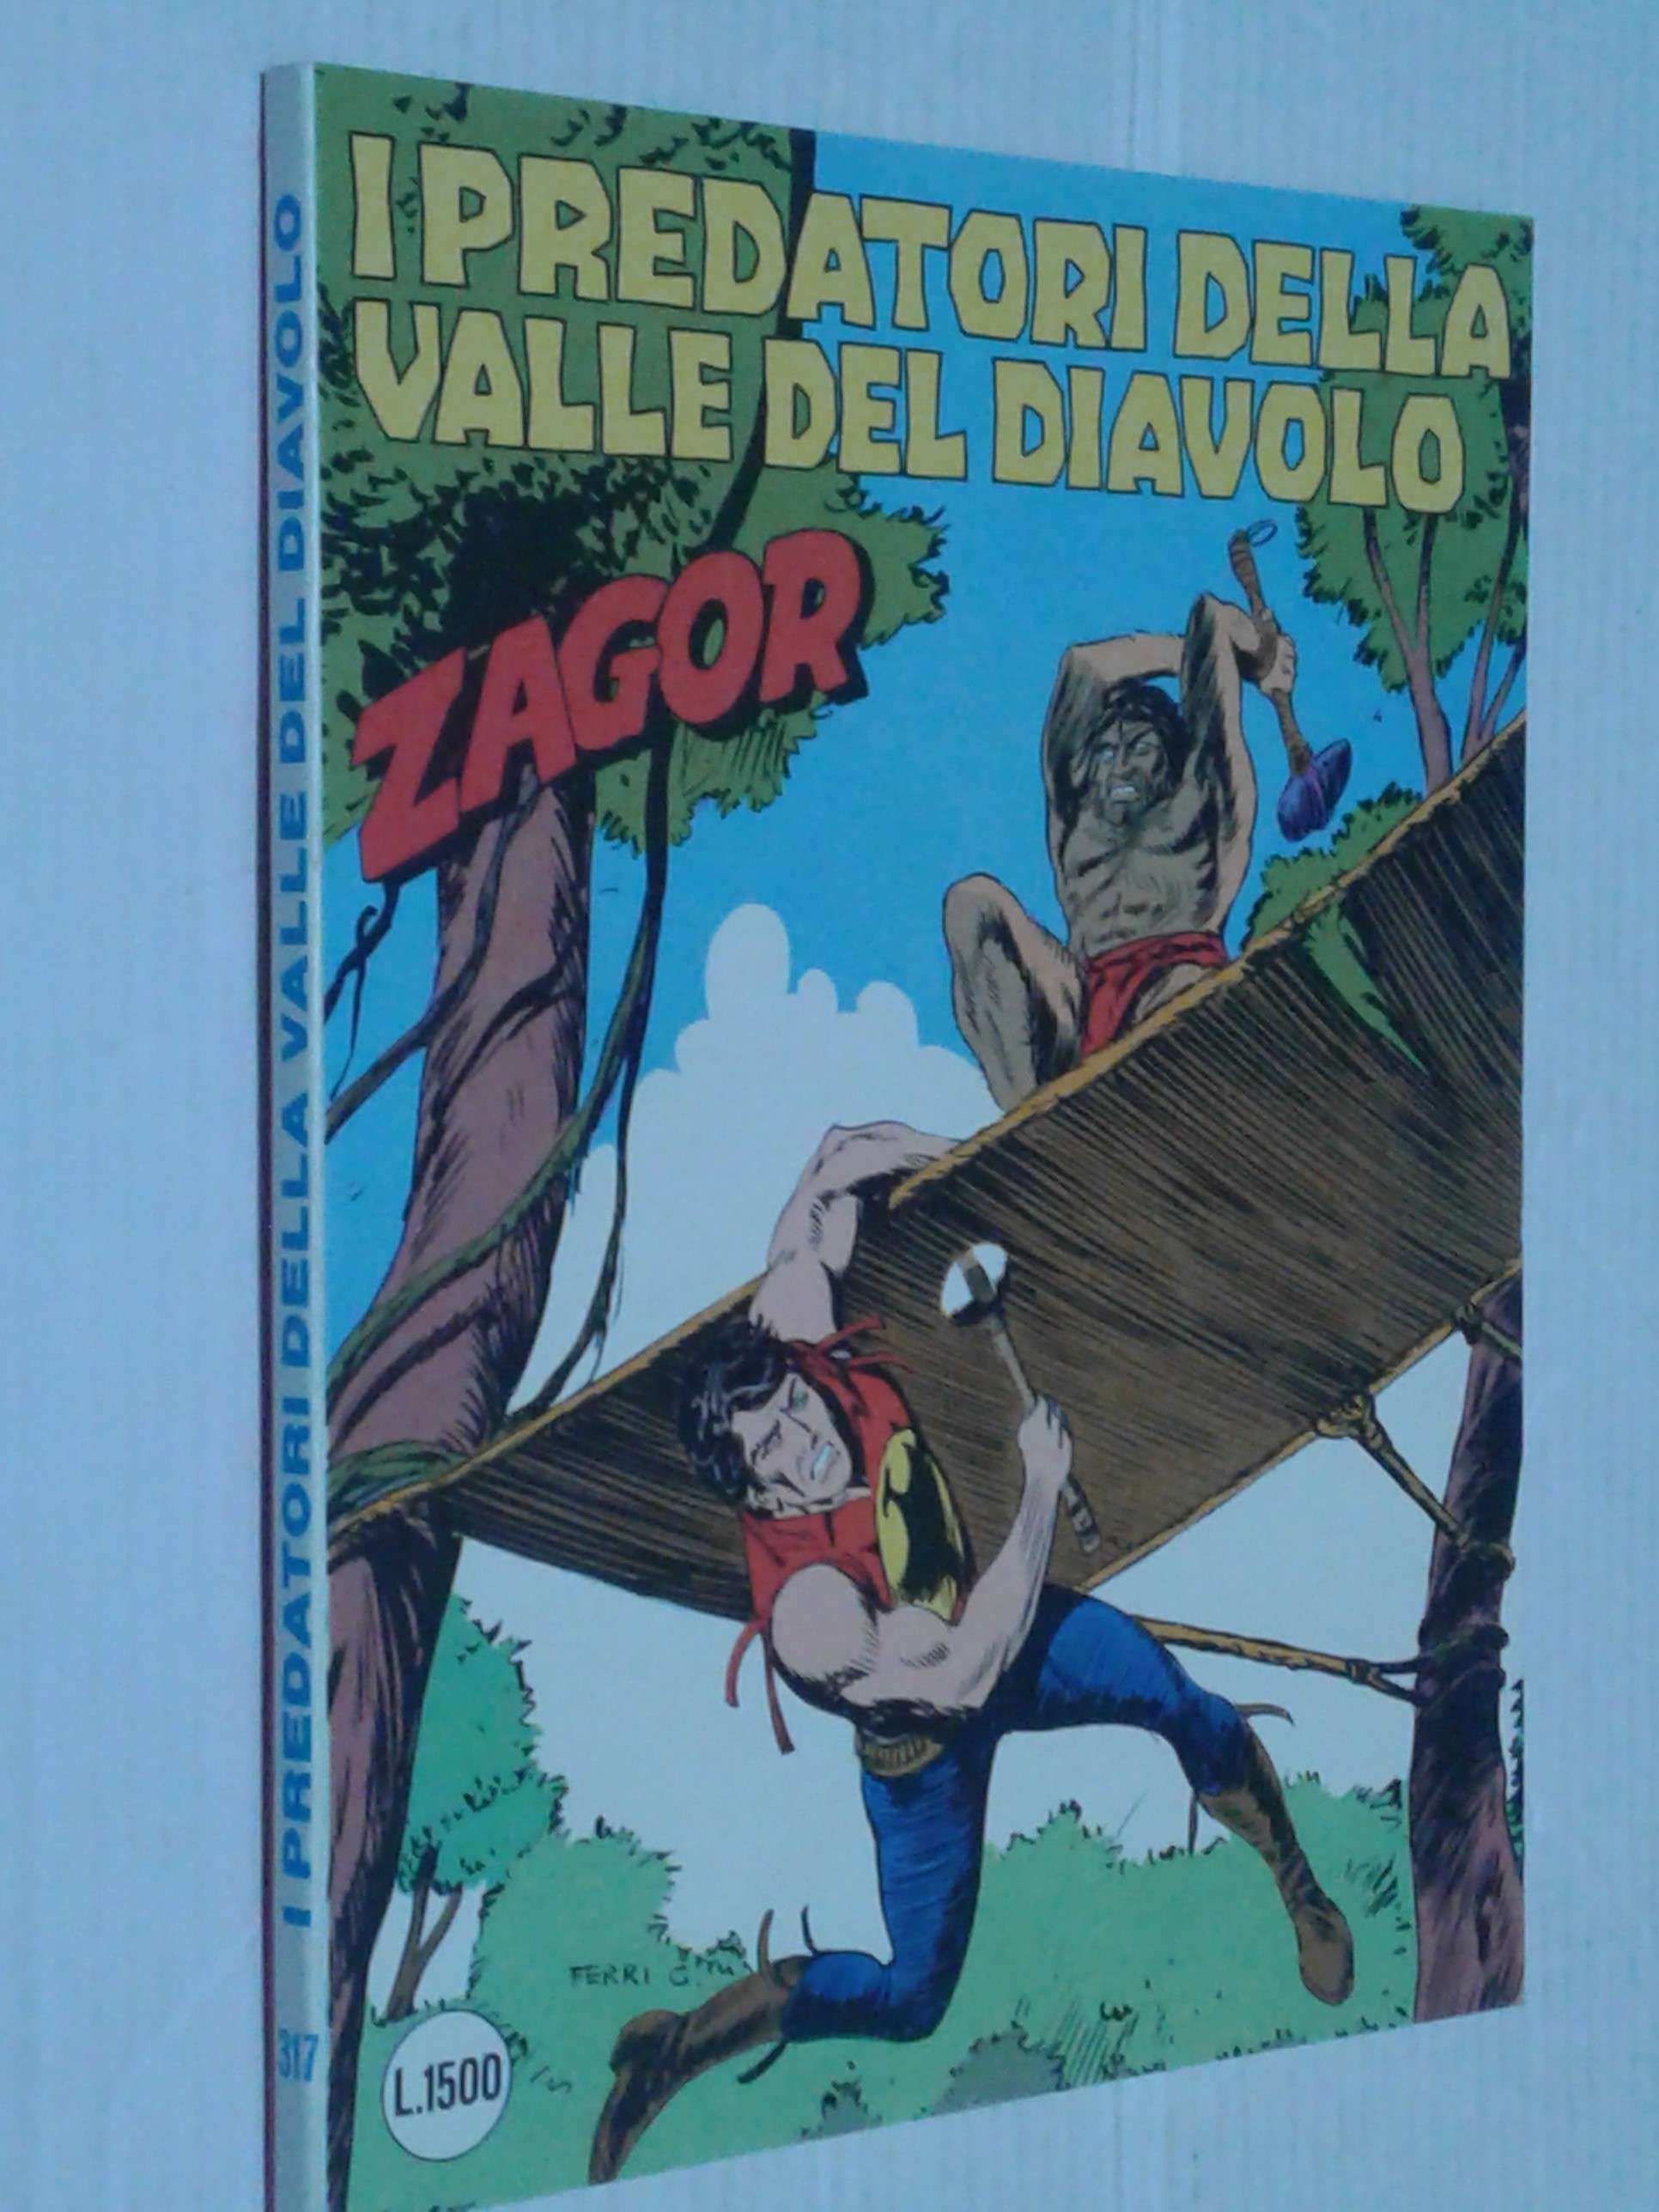 I PREDATORI DELLA
VALLE DEL DIAVOLO
ZAGOR
FERRI
L.1500
I PREDATORI DELLA VALLE DEL DIAVOLO
317